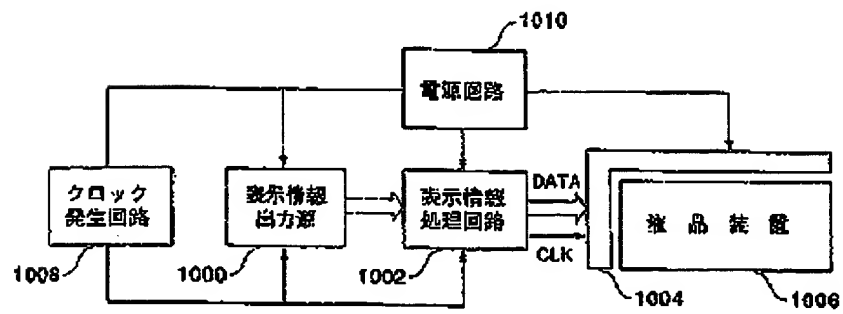 1010
電源回路
クロック
発生回路
表示情報
出力源
表示情報
処理回路
DATA
CLK
液晶装置
1008
1000
1002
1004
1006